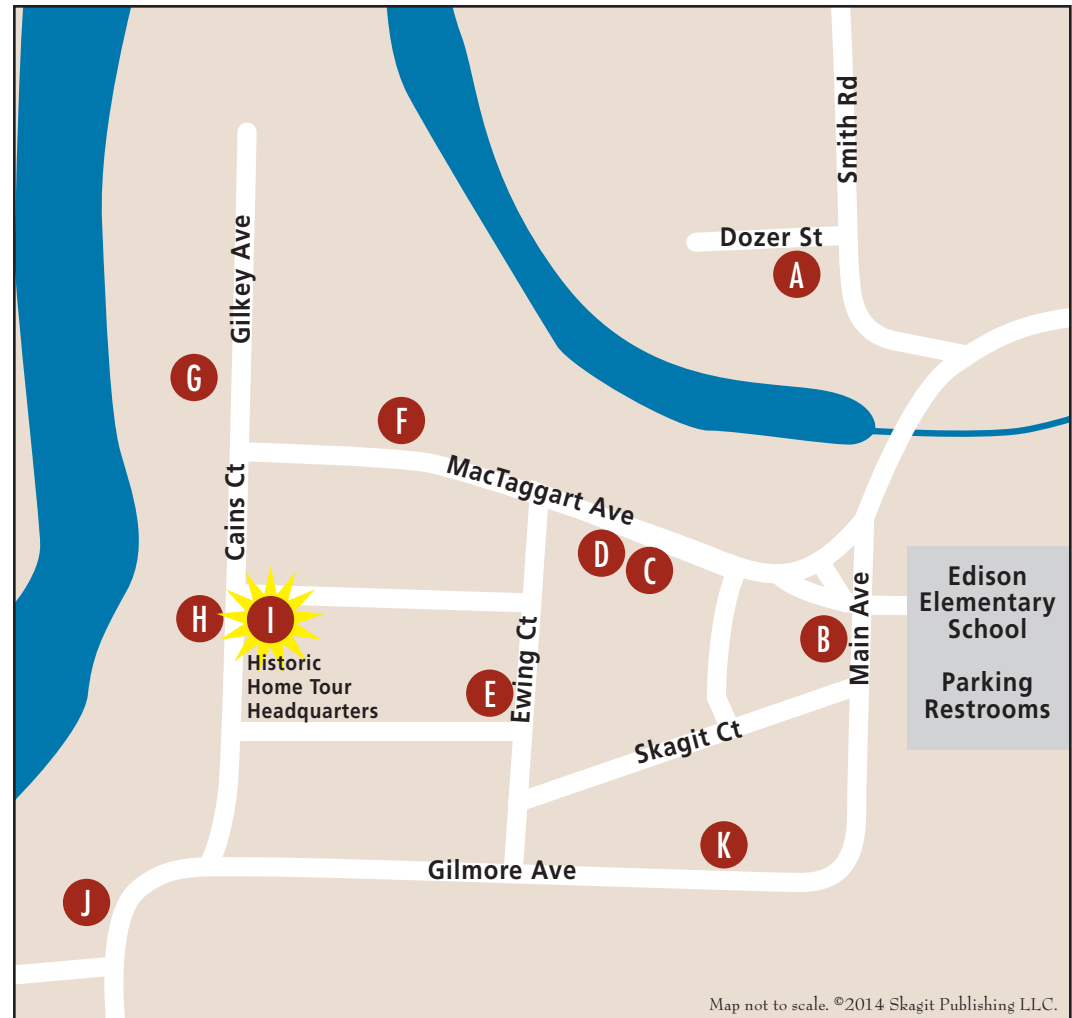 Smith Rd
Dozer St
A
Gilkey Ave
G
F
MacTaggart Ave
Cains Ct
D
C
H
I
Historic
Home Tour
Headquarters
E
Ewing Ct
B
Main Ave
Edison
Elementary
School
Parking
Restrooms
Skagit Ct
K
Gilmore Ave
J
Map not to scale. ©2014 Skagit Publishing LLC.